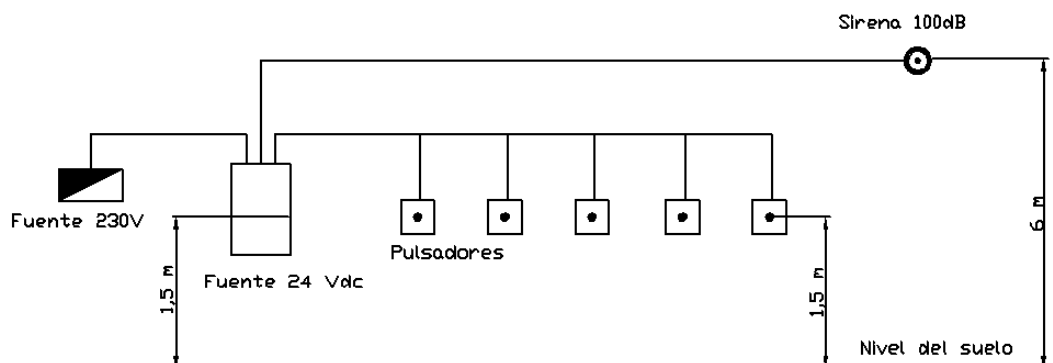 Sirena 100dB
Fuente 230V
Pulsadores
Fuente 24 Vdc
1,5 m
1,5 m
6 m
Nivel del suelo